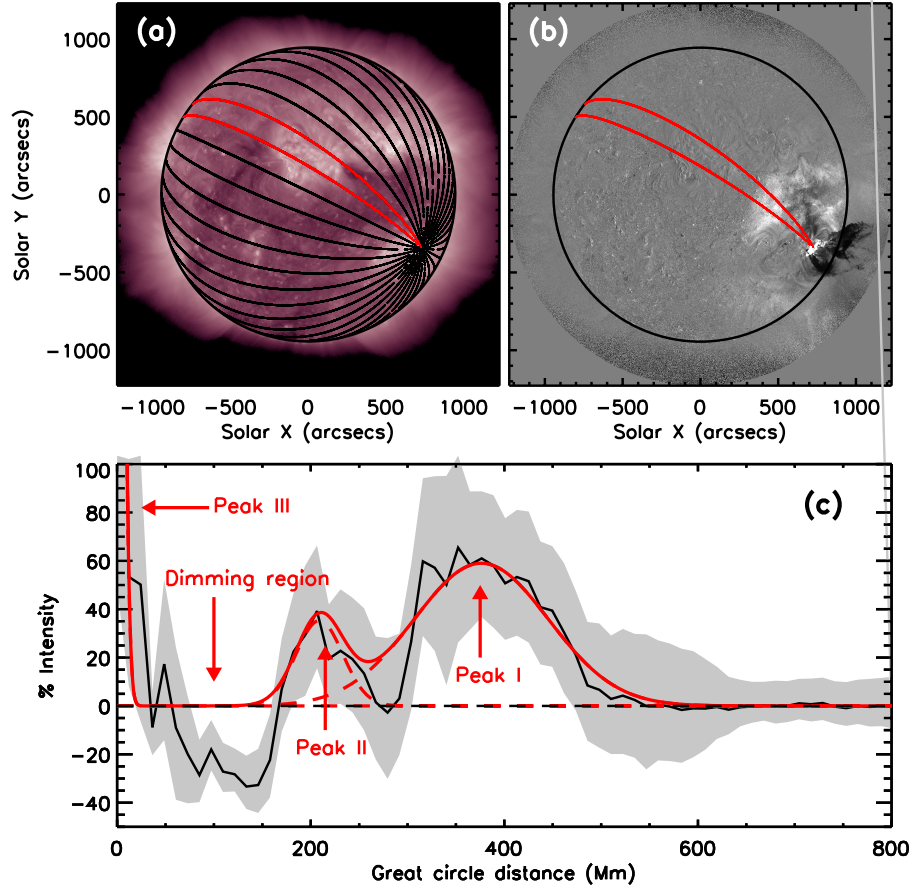 (a)
(b)
1000
500
0
−500
−1000
Solar Y (arcsecs)
−1000 −500 0 500 1000
Solar X (arcsecs)
−1000 −500 0 500 1000
Solar X (arcsecs)
(c)
100
80
60
40
20
0
−20
−40
% Intensity
Peak III
Dimming region
Peak I
Peak II
0 200 400 600 800
Great circle distance (Mm)